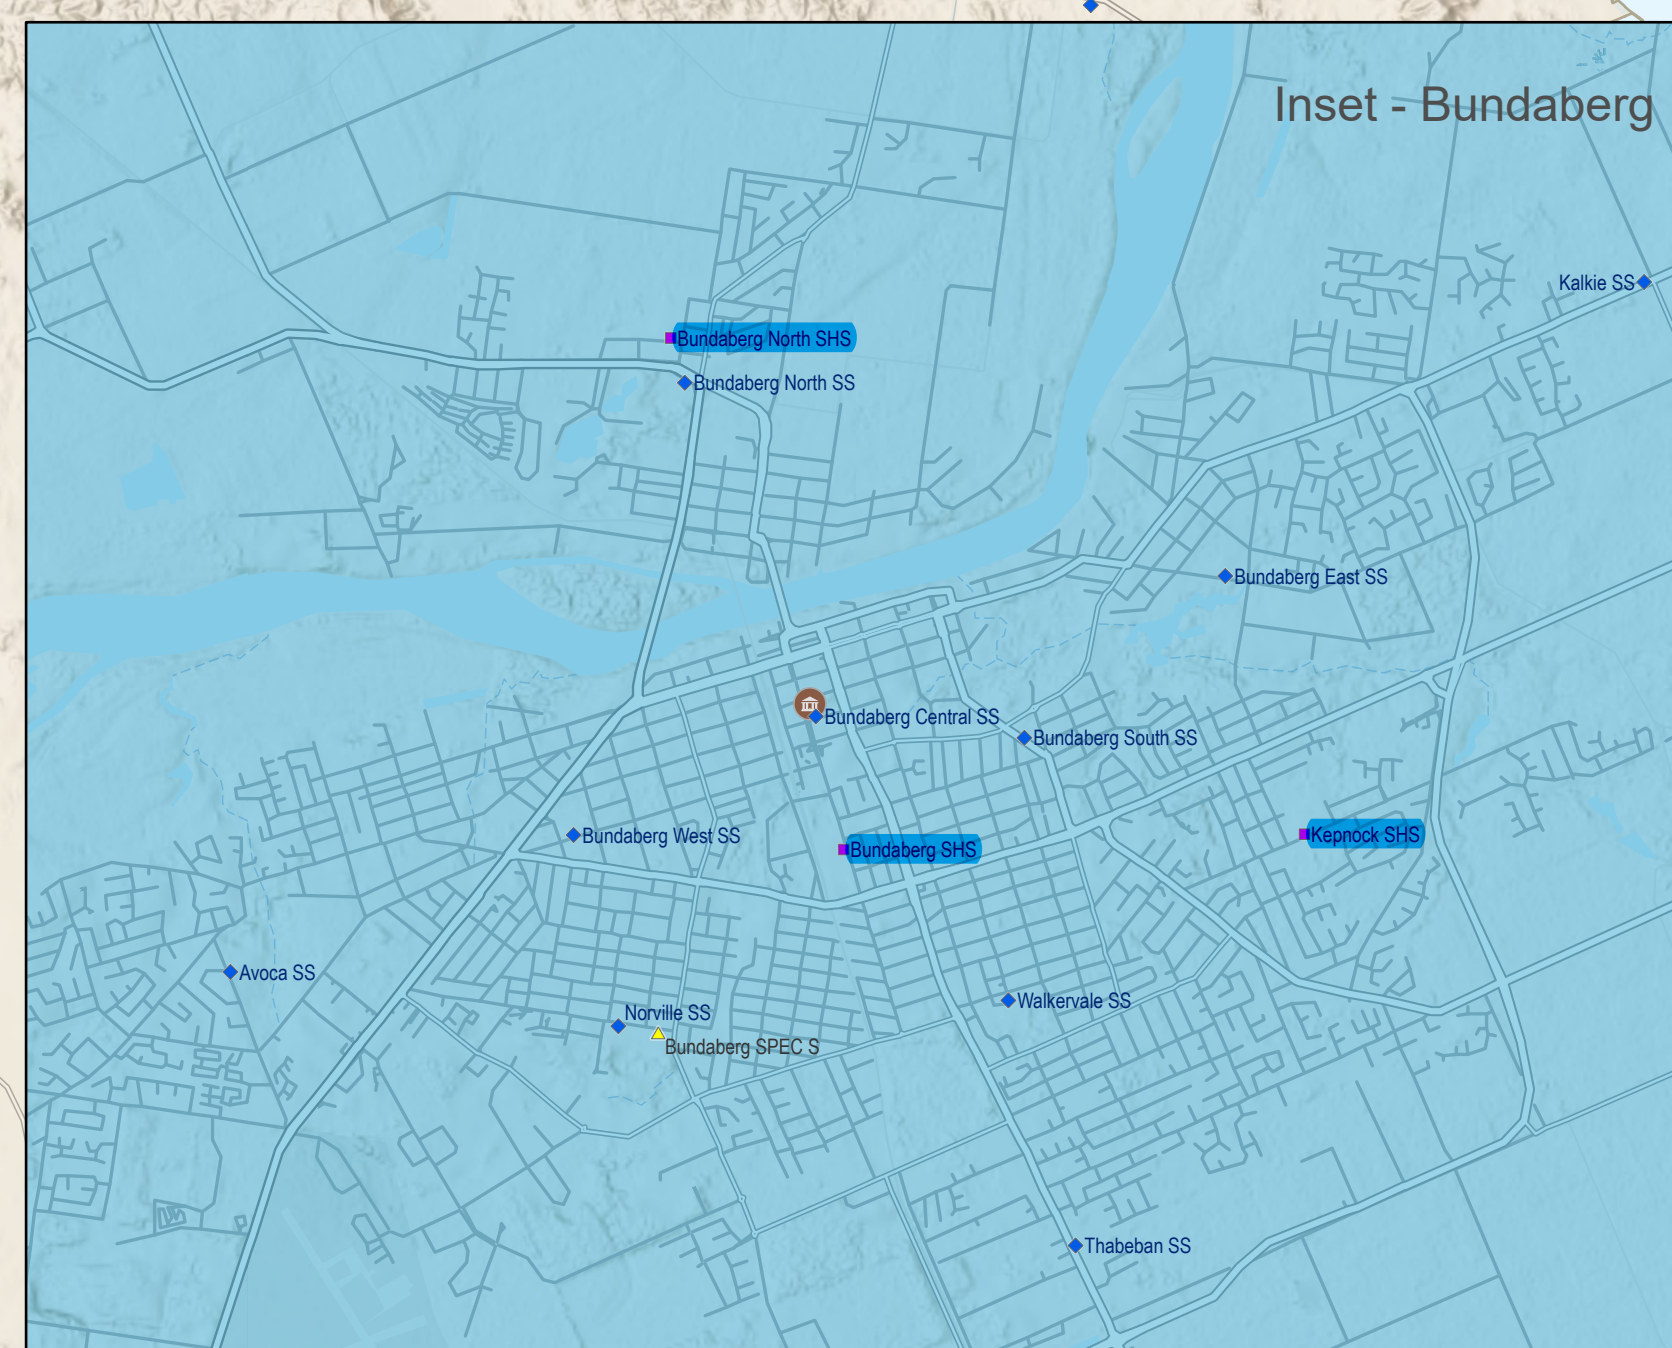 Inset - Bundaberg
Kalkie SS
Bundaberg North SHS
Bundaberg North SS
Bundaberg East SS
Bundaberg Central SS
Bundaberg South SS
Bundaberg West SS
Bundaberg SHS
Kepnock SHS
Avoca SS
Walkervale SS
Norville SS
Bundaberg SPEC S
Thabeban SS